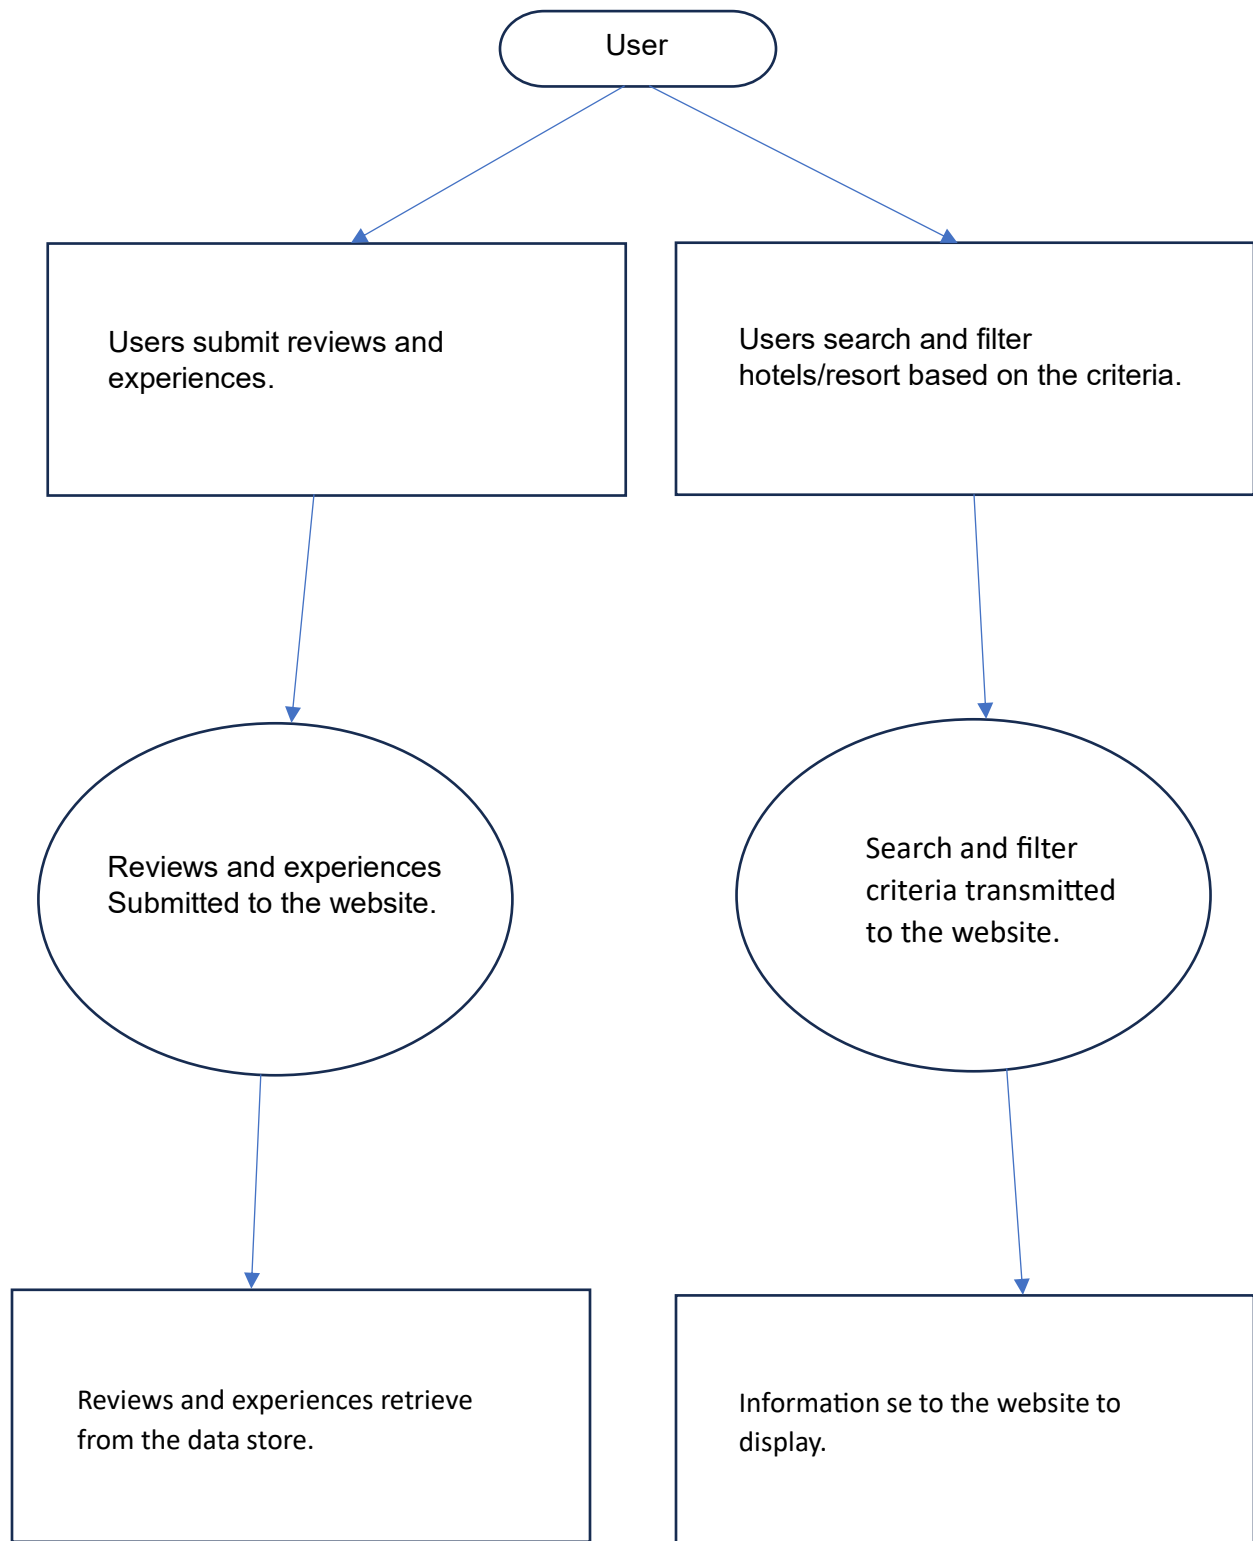 User
Users submit reviews and
experiences.
Users search and filter
hotels/resort based on the criteria.
Reviews and experiences
Submitted to the website.
Search and filter
criteria transmitted
to the website.
Reviews and experiences retrieve
from the data store.
Information se to the website to
display.